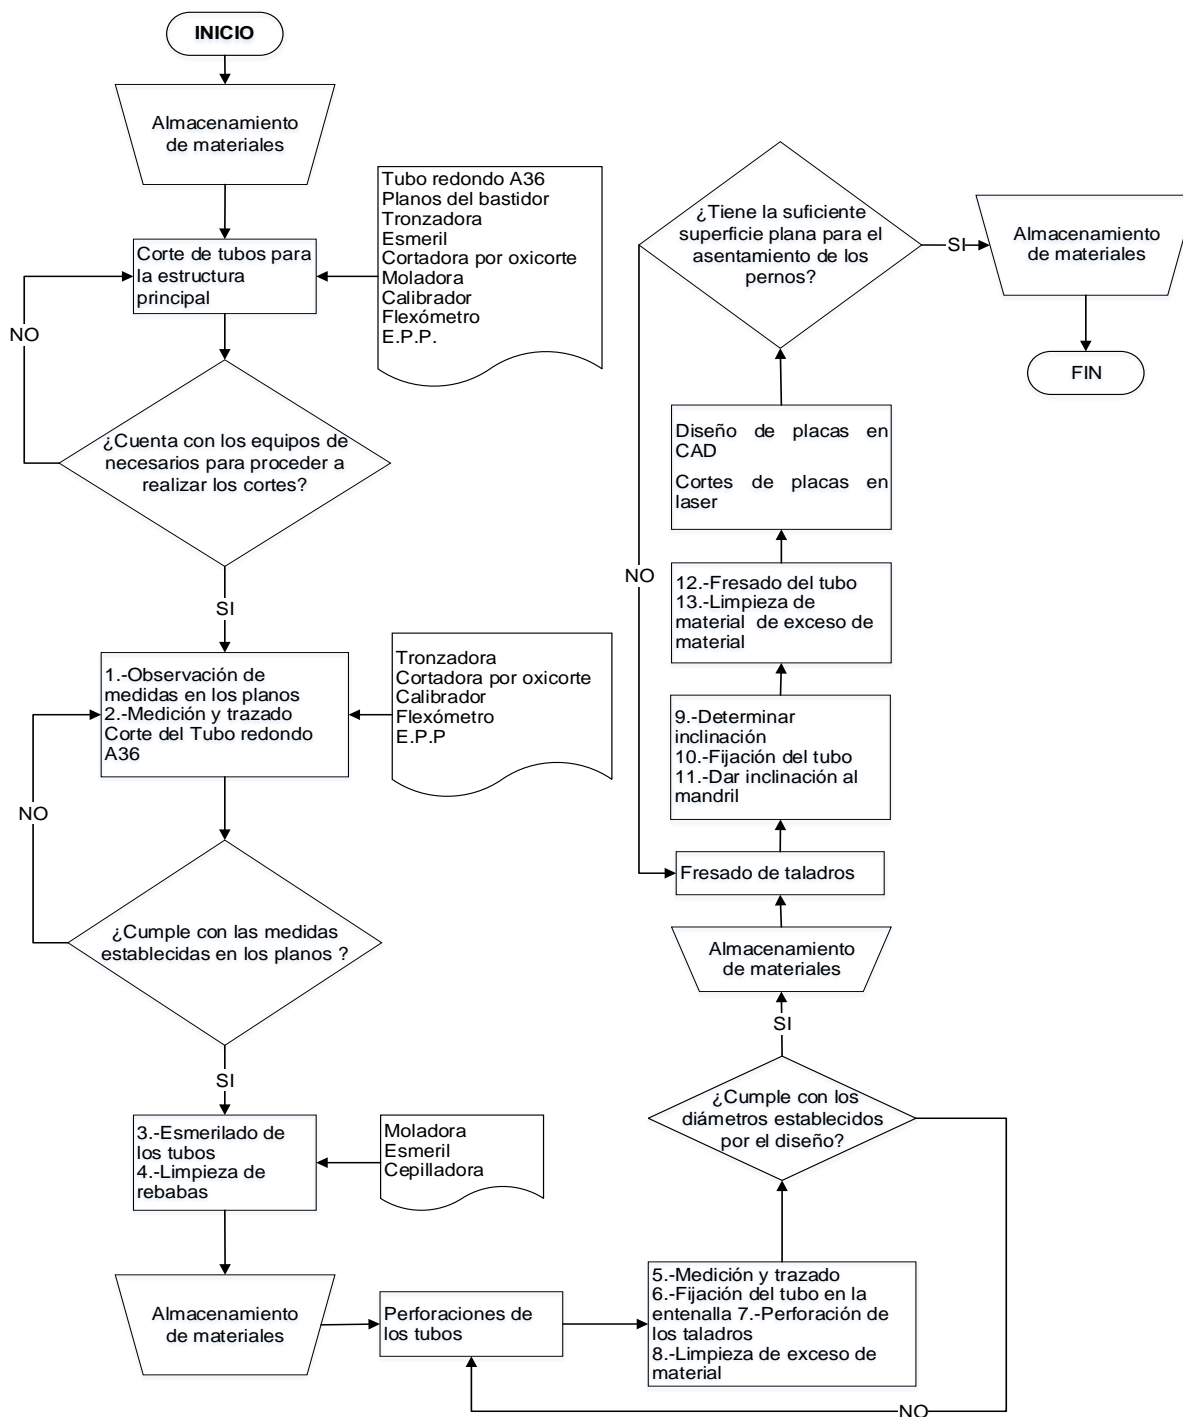 INICIO
Almacenamiento
de materiales
Corte de tubos para
la estructura
principal
Tubo redondo A36
Planos del bastidor
Tronzadora
Esmeril
Cortadora por oxicorte
Moladora
Calibrador
Flexómetro
E.P.P.
NO
¿Cuenta con los equipos de
necesarios para proceder a
realizar los cortes?
SI
1.-Observación de
medidas en los planos
2.-Medición y trazado
Corte del Tubo redondo
A36
Tronzadora
Cortadora por oxicorte
Calibrador
Flexómetro
E.P.P
NO
¿Cumple con las medidas
establecidas en los planos ?
SI
3.-Esmerilado de
los tubos
4.-Limpieza de
rebabas
Moladora
Esmeril
Cepilladora
Almacenamiento
de materiales
Perforaciones de
los tubos
5.-Medición y trazado
6.-Fijación del tubo en la
entenalla 7.-Perforación de
los taladros
8.-Limpieza de exceso de
material
NO
¿Cumple con los
diámetros establecidos
por el diseño?
SI
Almacenamiento
de materiales
Fresado de taladros
9.-Determinar
inclinación
10.-Fijación del tubo
11.-Dar inclinación al
mandril
12.-Fresado del tubo
13.-Limpieza de
material de exceso de
material
Diseño de placas en
CAD
Cortes de placas en
laser
NO
¿Tiene la suficiente
superficie plana para el
asentamiento de los
pernos?
SI
Almacenamiento
de materiales
FIN